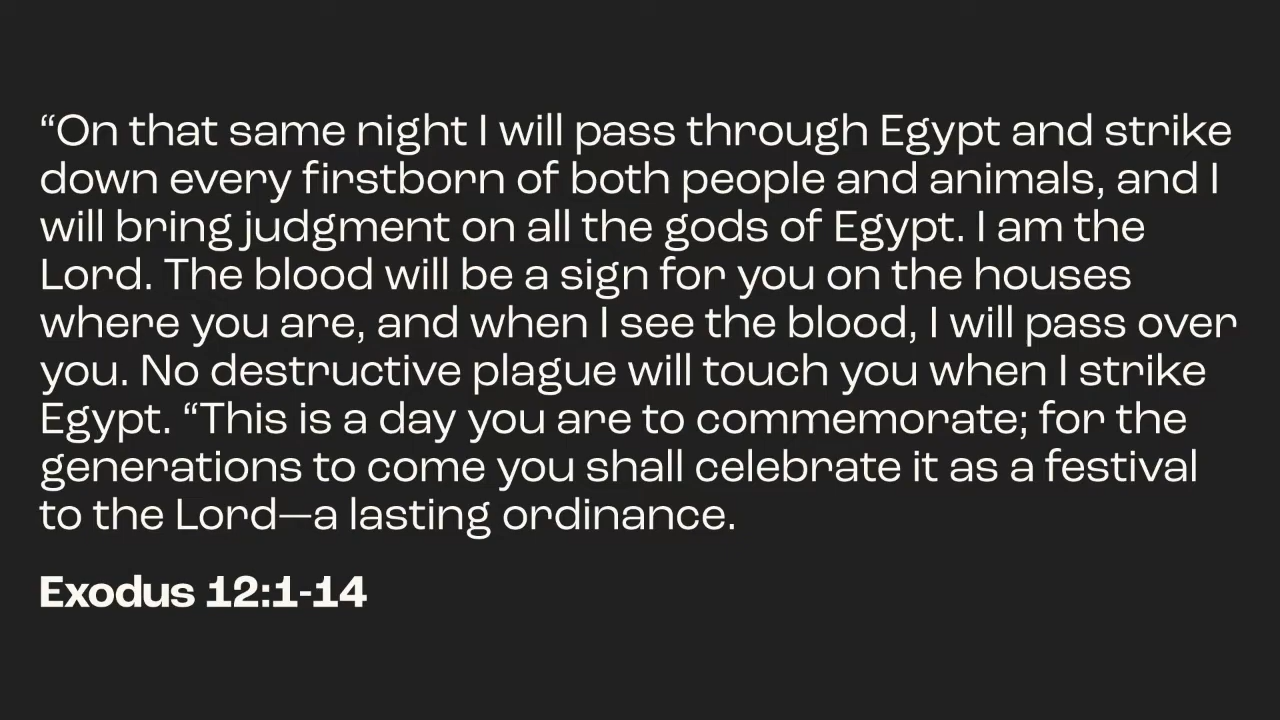 “On that same night I will pass through Egypt and strike
down every firstborn of both people and animals, and I
will bring judgment on all the gods of Egypt. I am the
Lord. The blood will be a sign for you on the houses
where you are, and when I see the blood, I will pass over
you. No destructive plague will touch you when I strike
Egypt. “This is a day you are to commemorate; for the
generations to come you shall celebrate it as a festival
to the Lord—a lasting ordinance.
Exodus 12:1-14